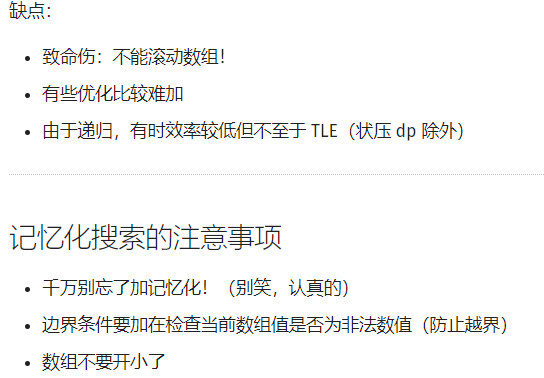 缺点：
致命伤：不能滚动数组！
有些优化比较难加
由于递归，有时效率较低但不至于 TLE（状压 dp 除外）
记忆化搜索的注意事项
千万别忘了加记忆化！（别笑，认真的）
边界条件要加在检查当前数组值是否为非法数值（防止越界）
数组不要开小了